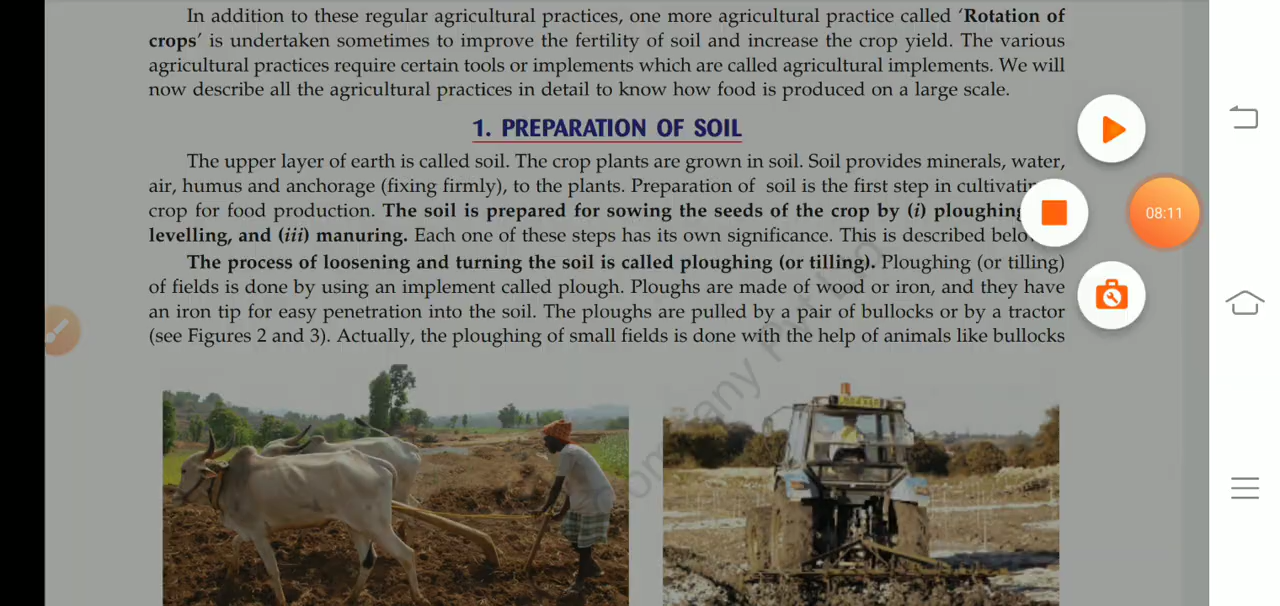 In addition to these regular agricultural practices, one more agricultural practice called ‘Rotation of
crops’ is undertaken sometimes to improve the fertility of soil and increase the crop yield. The various
agricultural practices require certain tools or implements which are called agricultural implements. We will
now describe all the agricultural practices in detail to know how food is produced on a large scale.
1. PREPARATION OF SOIL
The upper layer of earth is called soil. The crop plants are grown in soil. Soil provides minerals, water,
air, humus and anchorage (fixing firmly), to the plants. Preparation of soil is the first step in
crop for food production. The soil is prepared for sowing the seeds of the crop by (i) ploughing
levelling, and (iii) manuring. Each one of these steps has its own significance. This is described
08:11
The process of loosening and turning the soil is called ploughing (or tilling). Ploughing (or tilling)
of fields is done by using an implement called plough. Ploughs are made of wood or iron, and they have
an iron tip for easy penetration into the soil. The ploughs are pulled by a pair of bullocks or by a tractor
(see Figures 2 and 3). Actually, the ploughing of small fields is done with the help of animals like bullocks